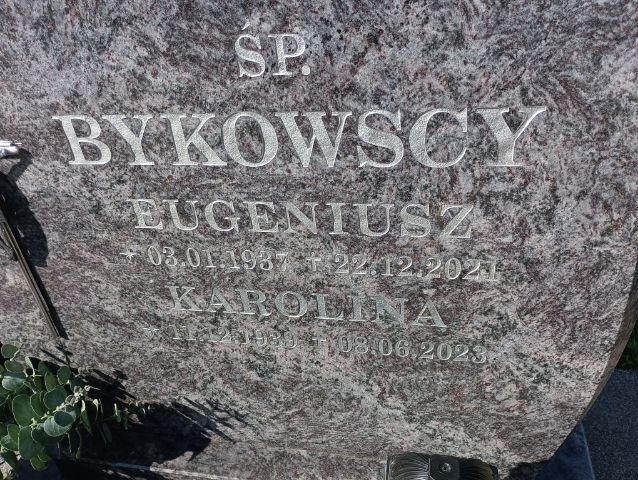 ŚP.
BYKOWSCY
EUGENIUSZ
* 03.01.1937 † 22.12.2021
KAROLINA
* 11.12.1939 † 08.06.2023.